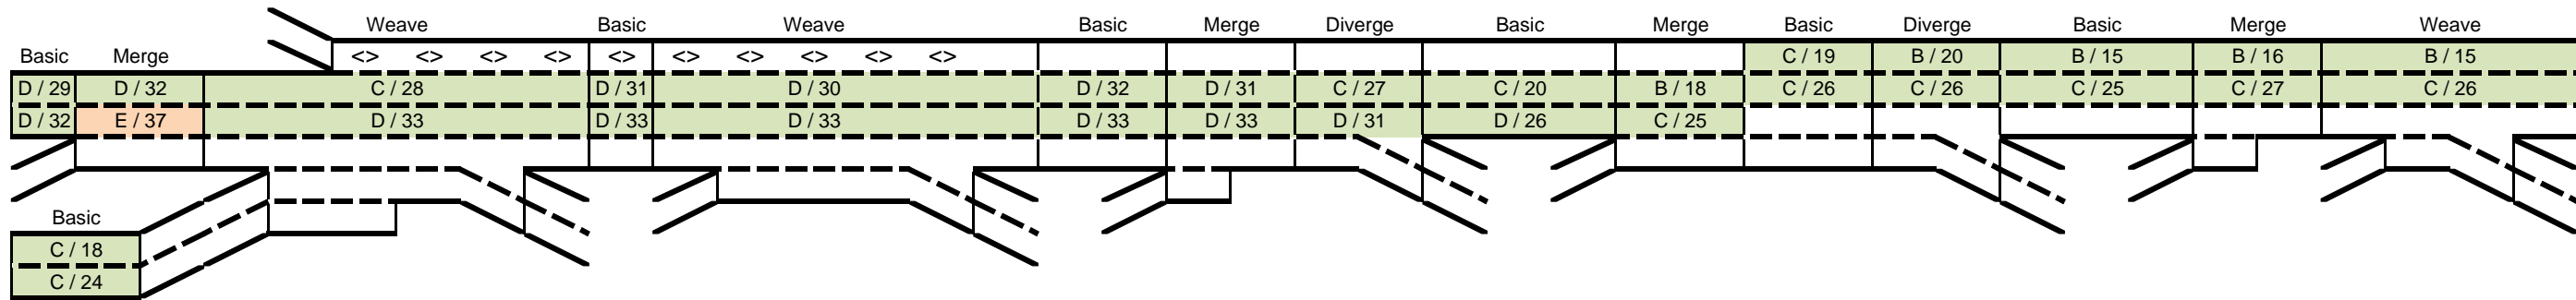 Weave Basic Weave Basic Merge Diverge Basic Merge Basic Diverge Basic Merge Weave
Basic Merge <> <> <> <> <> <> <> <> <> <> C / 19 B / 20 B / 15 B / 16 B / 15
D / 29 D / 32 C / 28 D / 31 D / 30 D / 32 D / 31 C / 27 C / 20 B / 18 C / 26 C / 26 C / 25 C / 27 C / 26
D / 32 E / 37 D / 33 D / 33 D / 33 D / 33 D / 33 D / 31 D / 26 C / 25
Basic
C / 18
C / 24